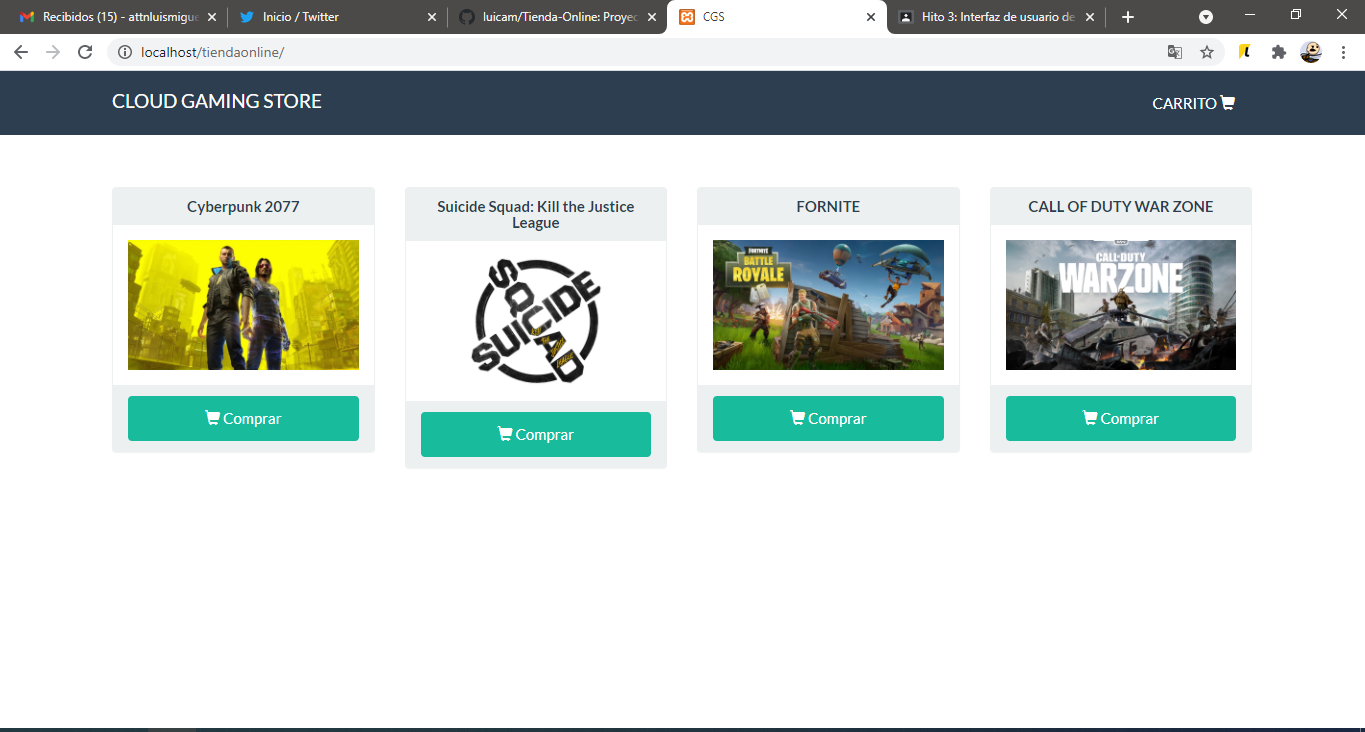 Recibidos (15) - attnluismigue
Inicio / Twitter
luicam/Tienda-Online: Proyec
CGS
Hito 3: Interfaz de usuario de
localhost/tiendaonline/
CLOUD GAMING STORE
CARRITO
Cyberpunk 2077
Suicide Squad: Kill the Justice
League
FORNITE
CALL OF DUTY WAR ZONE
SUICIDE
SQUAD
FORTNITE
BATTLE
ROYALE
CALL OF DUTY
WARZONE
Comprar
Comprar
Comprar
Comprar